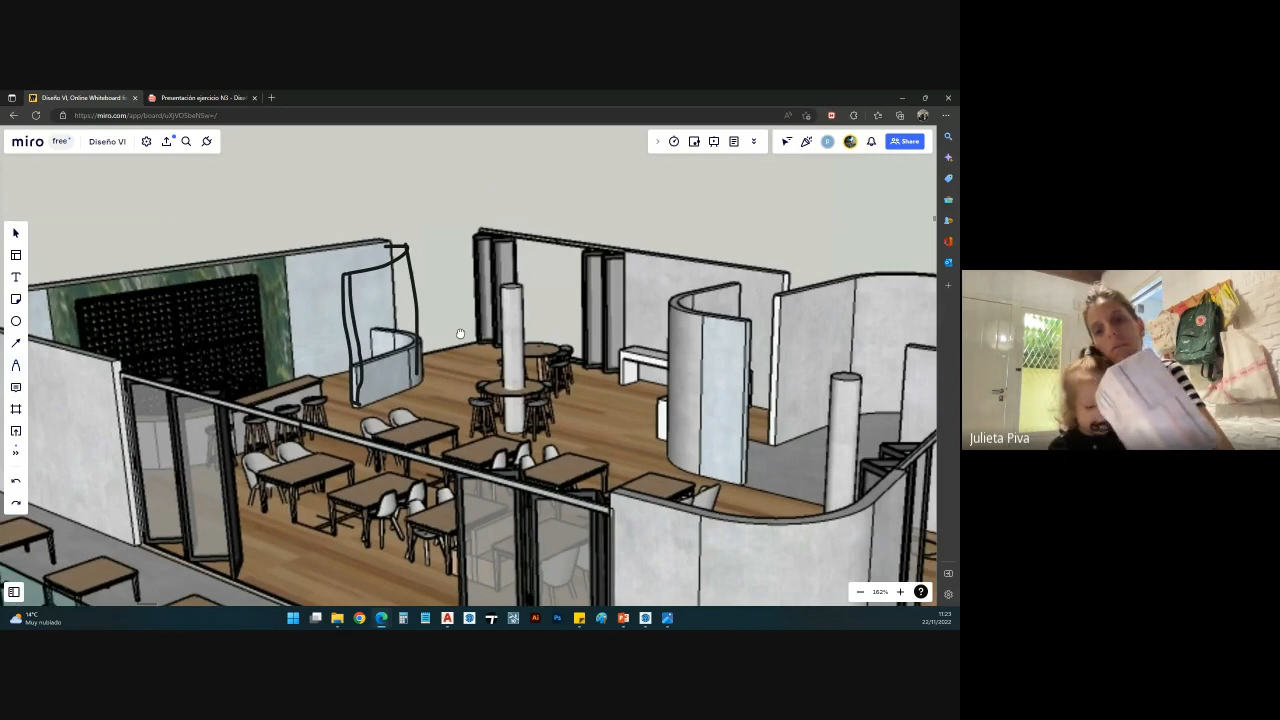 Diseño VI, Online Whiteboard f
Presentación ejercicio N3 - Dise
https://miro.com/app/board/uXjVO5beNSw=/
miro
free
Diseño VI
Share
Julieta Piva
162%
14°C
Muy nublado
11:23
22/11/2022